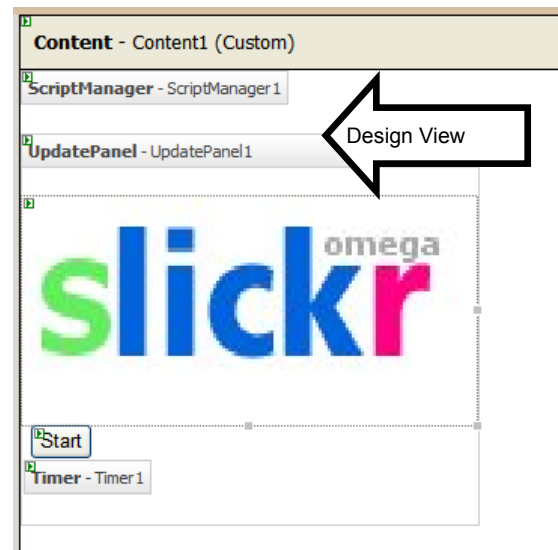 Content - Content1 (Custom)
ScriptManager - ScriptManager1
Design View
UpdatePanel - UpdatePanel1
omega
slickr
Start
Timer - Timer1